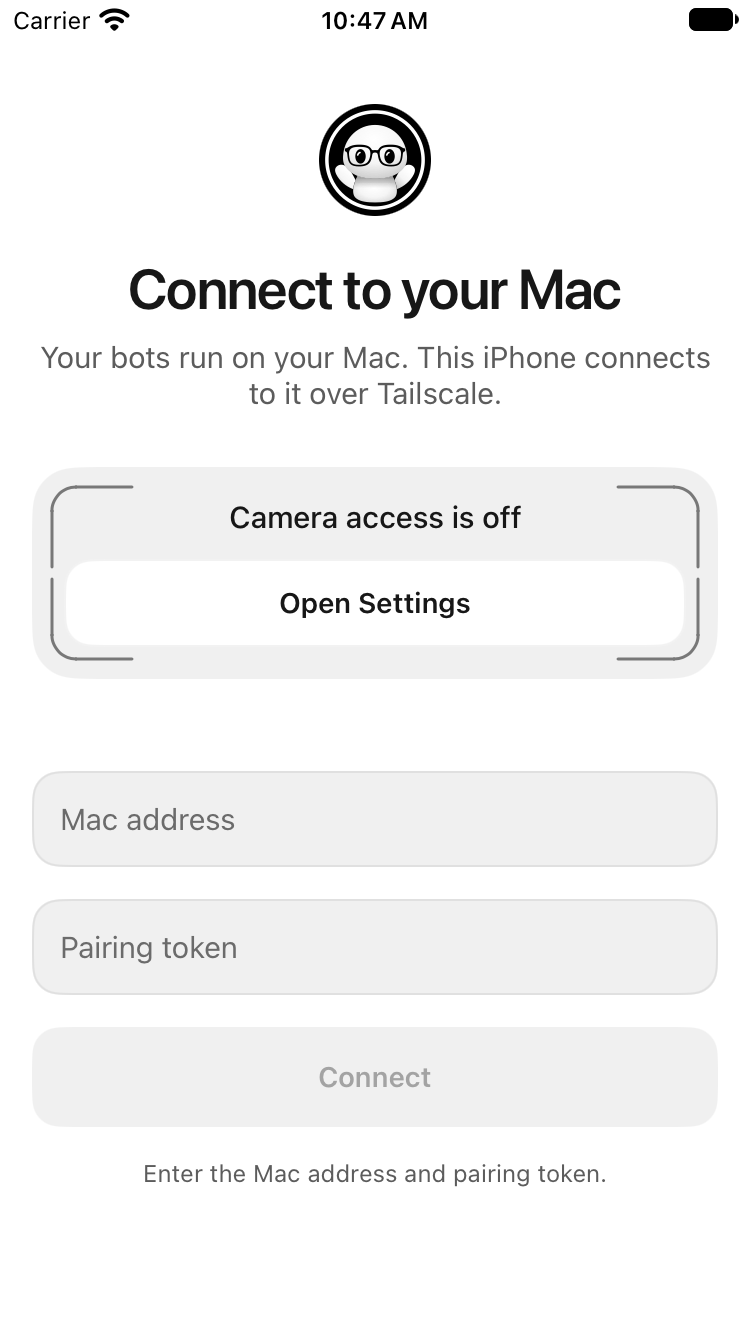 Carrier 10:47 AM
Connect to your Mac
Your bots run on your Mac. This iPhone connects
to it over Tailscale.
Camera access is off
Open Settings
Mac address
Pairing token
Connect
Enter the Mac address and pairing token.